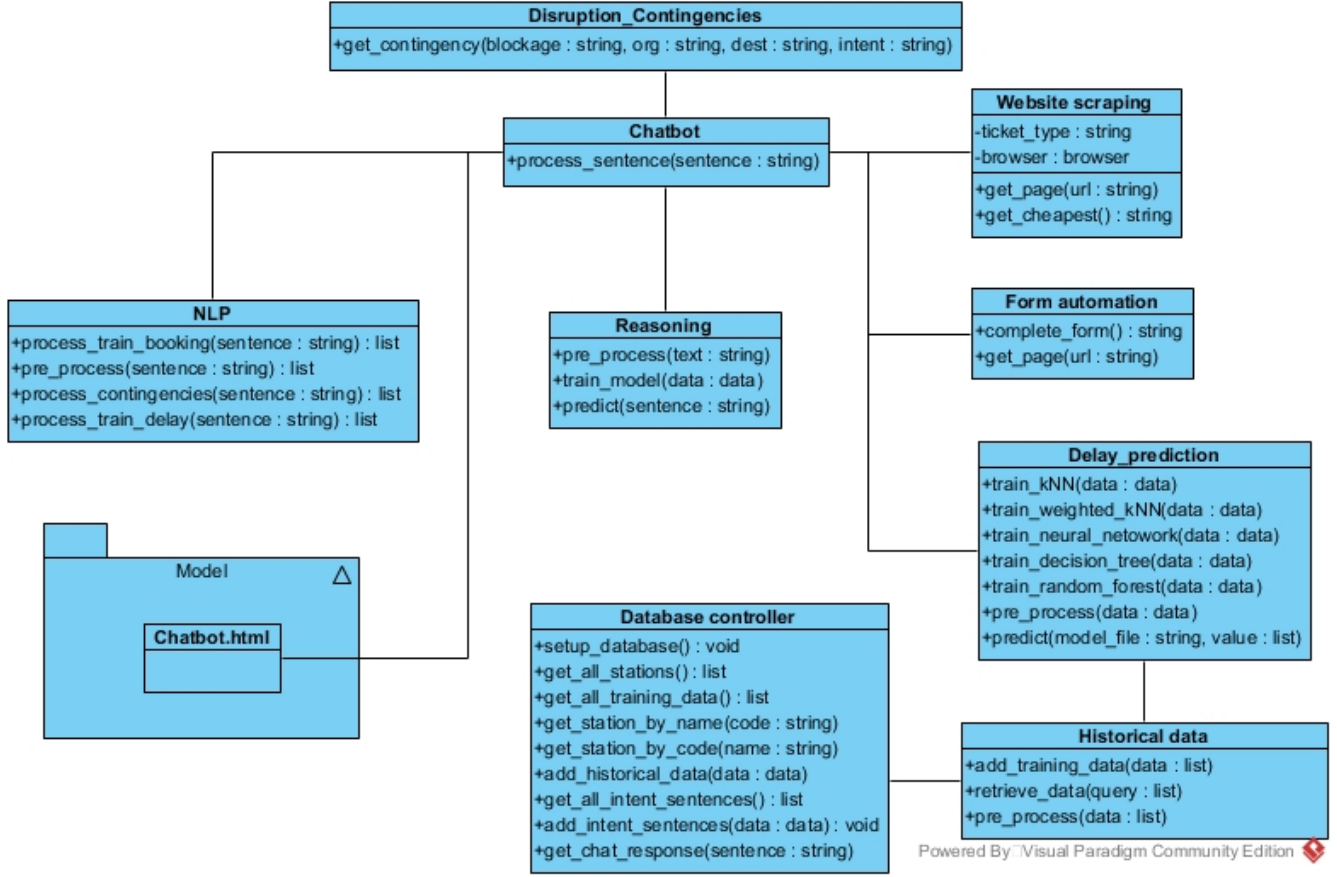 Disruption_Contingencies
+get_contingency(blockage : string, org : string, dest : string, intent : string)
Chatbot
+process_sentence(sentence : string)
Website scraping
-ticket_type : string
-browser : browser
+get_page(url : string)
+get_cheapest() : string
NLP
+process_train_booking(sentence : string) : list
+pre_process(sentence : string) : list
+process_contingencies(sentence : string) : list
+process_train_delay(sentence : string) : list
Reasoning
+pre_process(text : string)
+train_model(data : data)
+predict(sentence : string)
Form automation
+complete_form() : string
+get_page(url : string)
Delay_prediction
+train_kNN(data : data)
+train_weighted_kNN(data : data)
+train_neural_netowork(data : data)
+train_decision_tree(data : data)
+train_random_forest(data : data)
+pre_process(data : data)
+predict(model_file : string, value : list)
Model
Chatbot.html
Database controller
+setup_database() : void
+get_all_stations() : list
+get_all_training_data() : list
+get_station_by_name(code : string)
+get_station_by_code(name : string)
+add_historical_data(data : data)
+get_all_intent_sentences() : list
+add_intent_sentences(data : data) : void
+get_chat_response(sentence : string)
Historical data
+add_training_data(data : list)
+retrieve_data(query : list)
+pre_process(data : list)
Powered By Visual Paradigm Community Edition